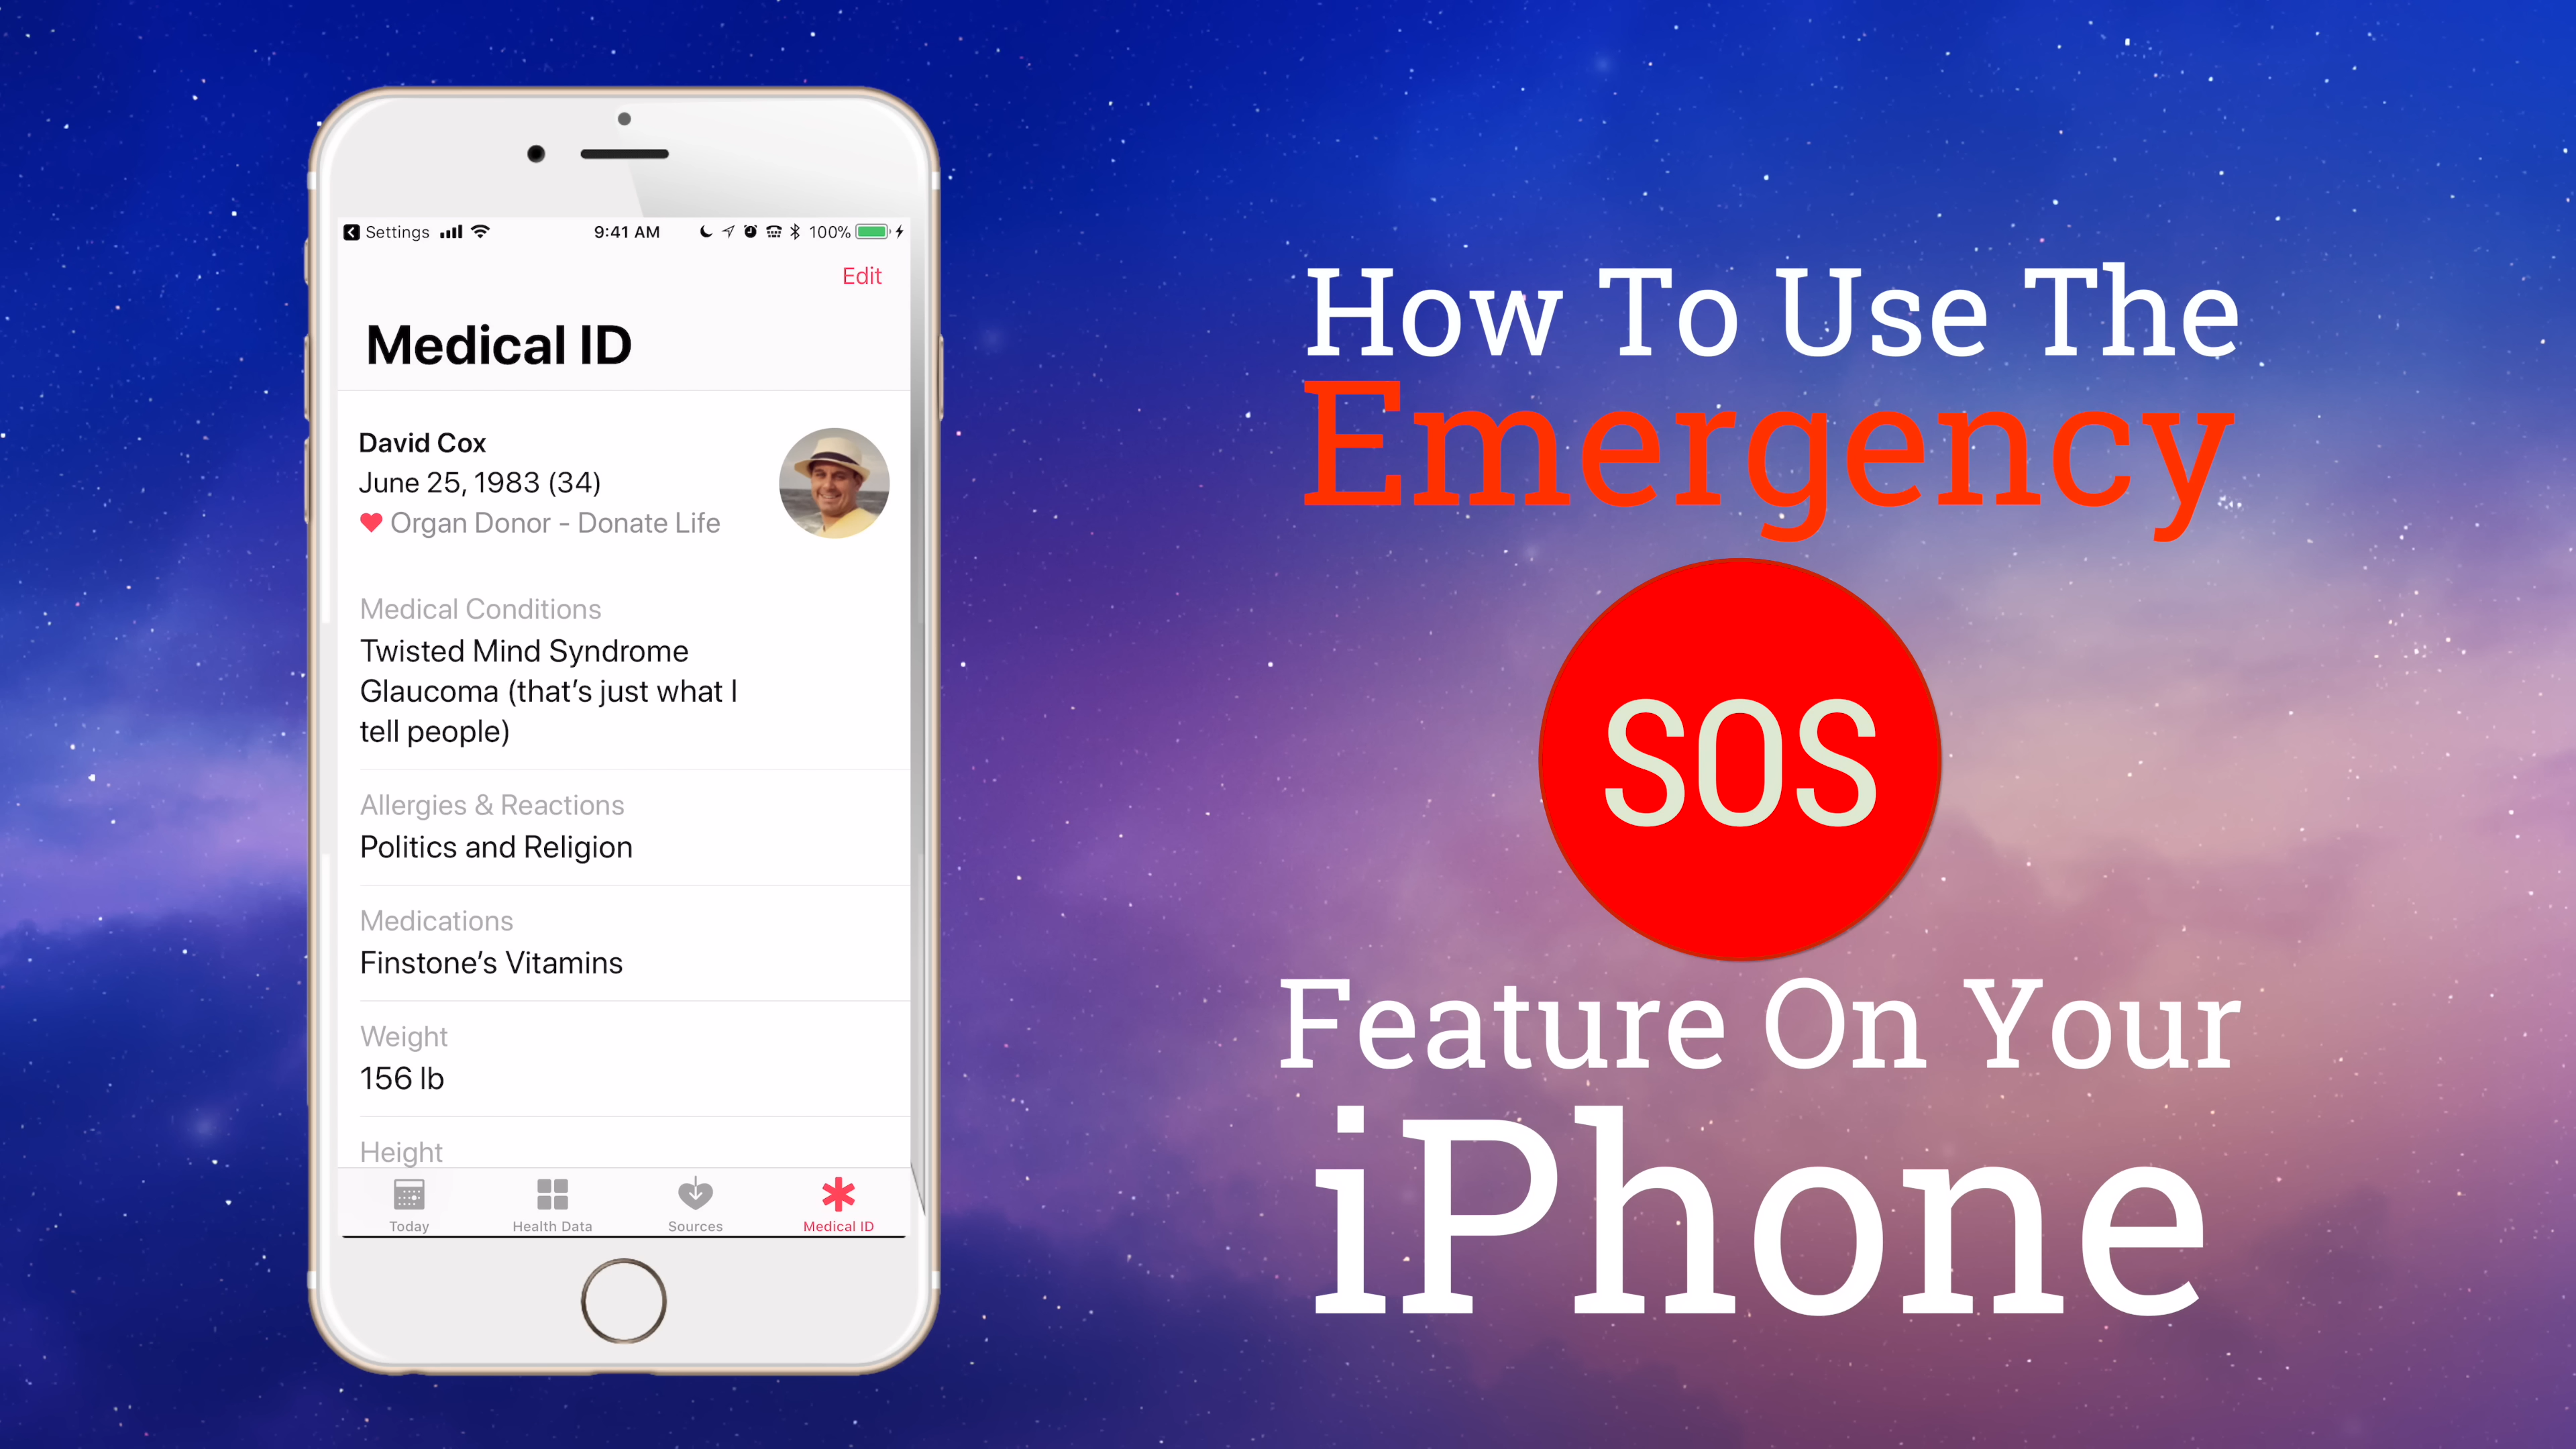 Settings 9:41 AM 100%
Edit
Medical ID
David Cox
June 25, 1983 (34)
Organ Donor - Donate Life
Medical Conditions
Twisted Mind Syndrome
Glaucoma (that’s just what I
tell people)
Allergies & Reactions
Politics and Religion
Medications
Finstone’s Vitamins
Weight
156 lb
Height
Today Health Data Sources Medical ID
How To Use The
Emergency
SOS
Feature On Your
iPhone